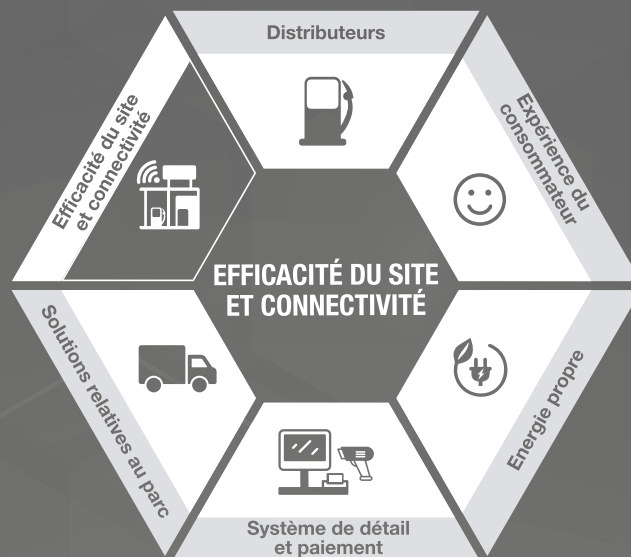 Distributeurs
Expérience du
consommateur
Energie propre
Système de détail
et paiement
Solutions relatives au parc
Efficacité du site
et connectivité
EFFICACITÉ DU SITE
ET CONNECTIVITÉ